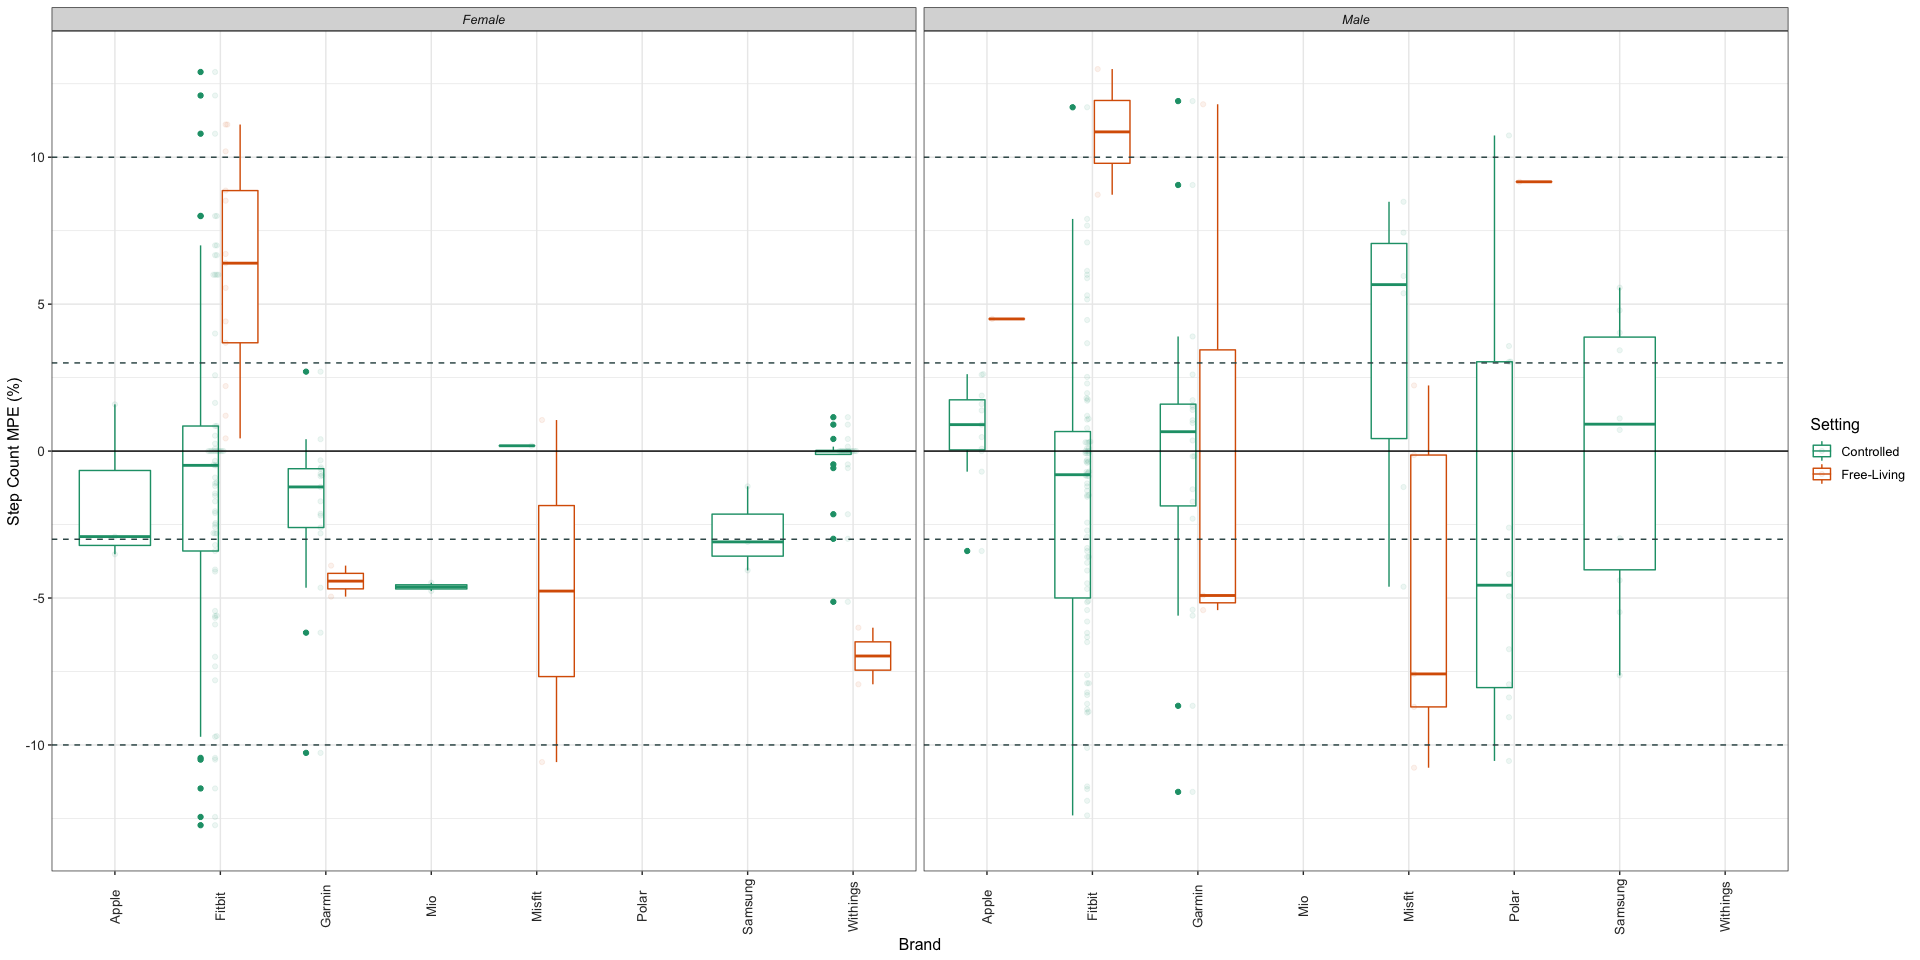 Female
Male
Step Count MPE (%)
10
5
0
-5
-10
Apple
Fitbit
Garmin
Mio
Misfit
Polar
Samsung
Withings
Apple
Fitbit
Garmin
Mio
Misfit
Polar
Samsung
Withings
Brand
Setting
Controlled
Free-Living